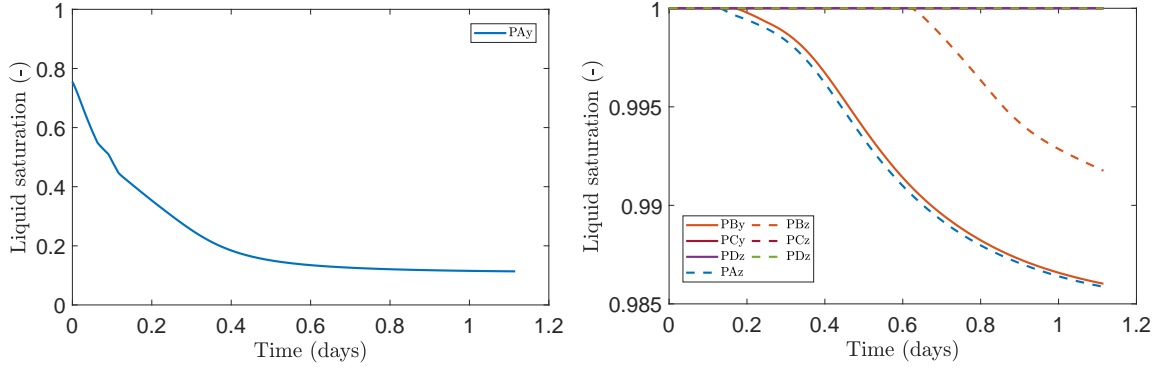 1
0.8
0.6
0.4
0.2
0
Liquid saturation (-)
PAy
0 0.2 0.4 0.6 0.8 1 1.2
Time (days)
1
0.995
0.99
0.985
Liquid saturation (-)
PBy PBz
PCy PCz
PDz PDz
PAz
0 0.2 0.4 0.6 0.8 1 1.2
Time (days)